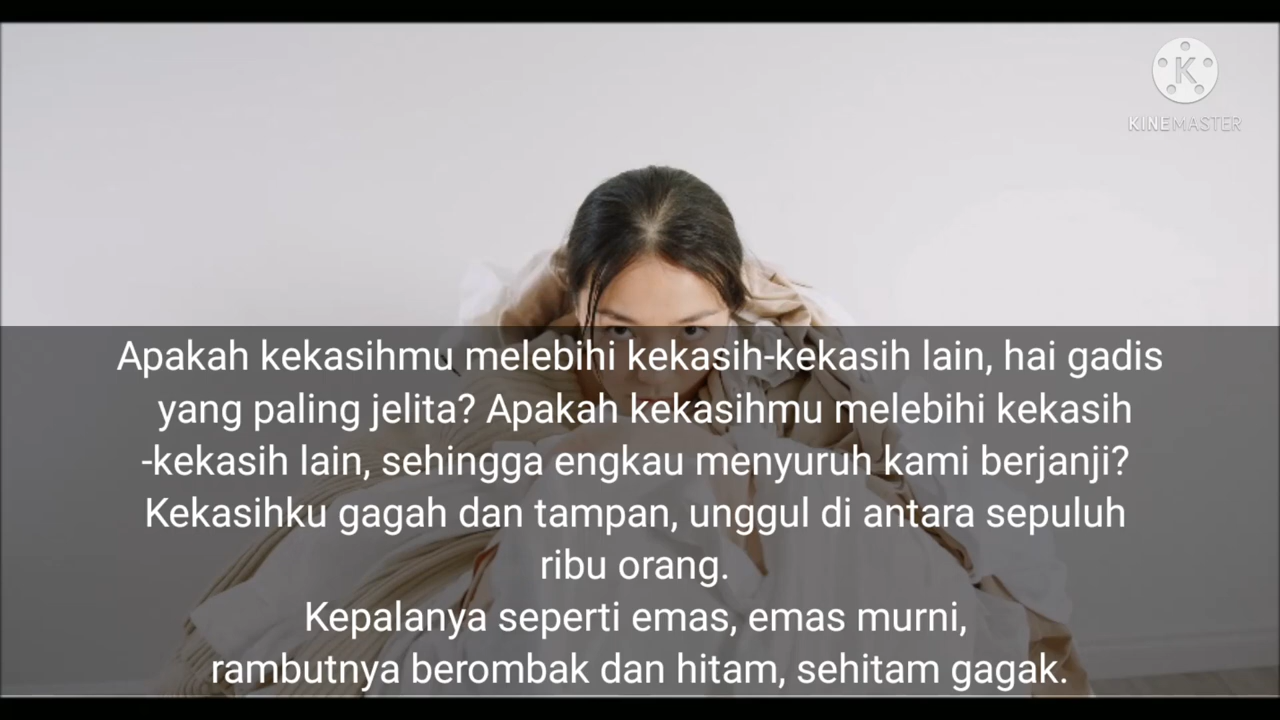 KINEMASTER
Apakah kekasihmu melebihi kekasih-kekasih lain, hai gadis
yang paling jelita? Apakah kekasihmu melebihi kekasih
-kekasih lain, sehingga engkau menyuruh kami berjanji?
Kekasihku gagah dan tampan, unggul di antara sepuluh
ribu orang.
Kepalanya seperti emas, emas murni,
rambutnya berombak dan hitam, sehitam gagak.